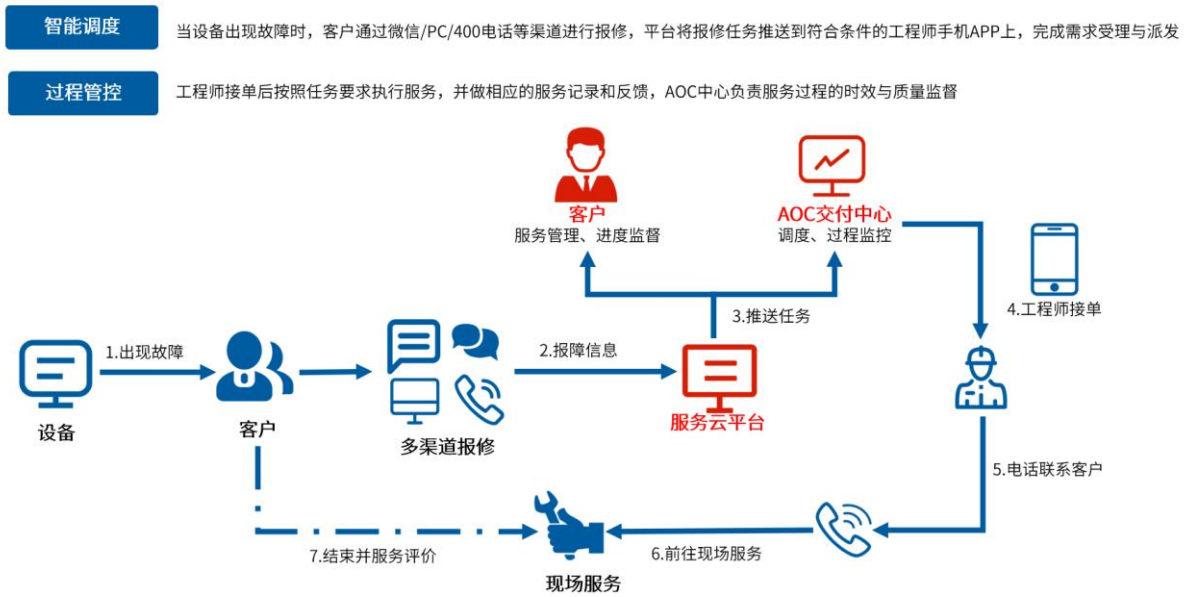 智能调度
当设备出现故障时，客户通过微信/PC/400电话等渠道进行报修，平台将报修任务推送到符合条件的工程师手机APP上，完成需求受理与派发
过程管控
工程师接单后按照任务要求执行服务，并做相应的服务记录和反馈，AOC中心负责服务过程的时效与质量监督
客户
服务管理、进度监督
AOC交付中心
调度、过程监控
3.推送任务
4.工程师接单
1.出现故障
2.报障信息
设备
客户
多渠道报修
服务云平台
5.电话联系客户
7.结束并服务评价
6.前往现场服务
现场服务